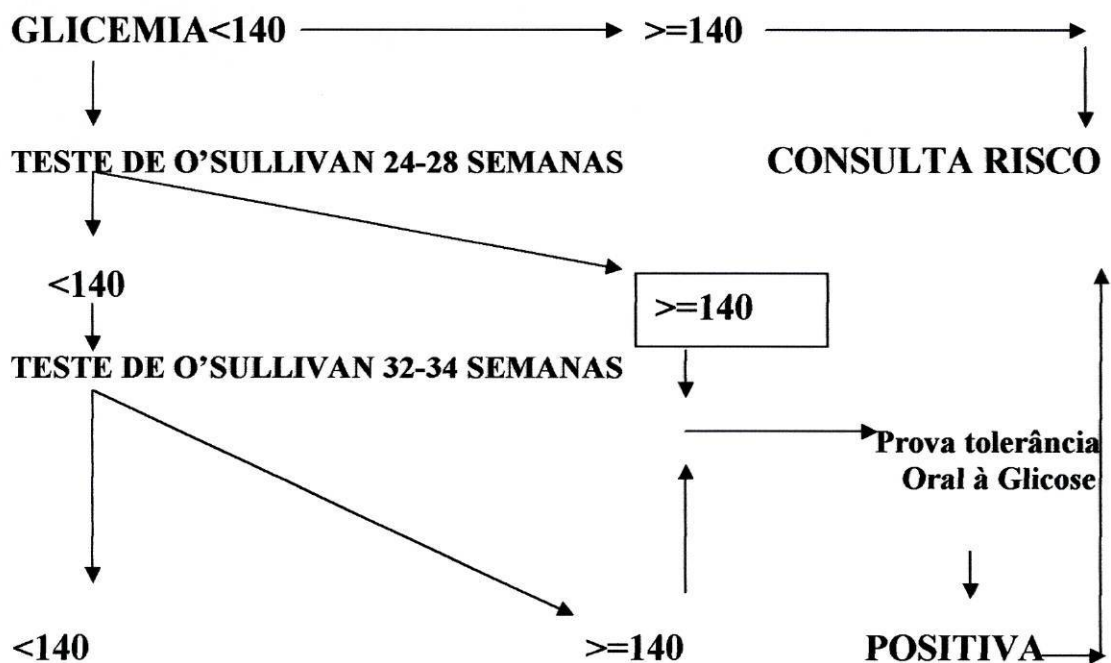 GLICEMIA<140 >=140
TESTE DE O'SULLIVAN 24-28 SEMANAS CONSULTA RISCO
<140
>=140
TESTE DE O'SULLIVAN 32-34 SEMANAS
Prova tolerância
Oral à Glicose
<140 >=140 POSITIVA